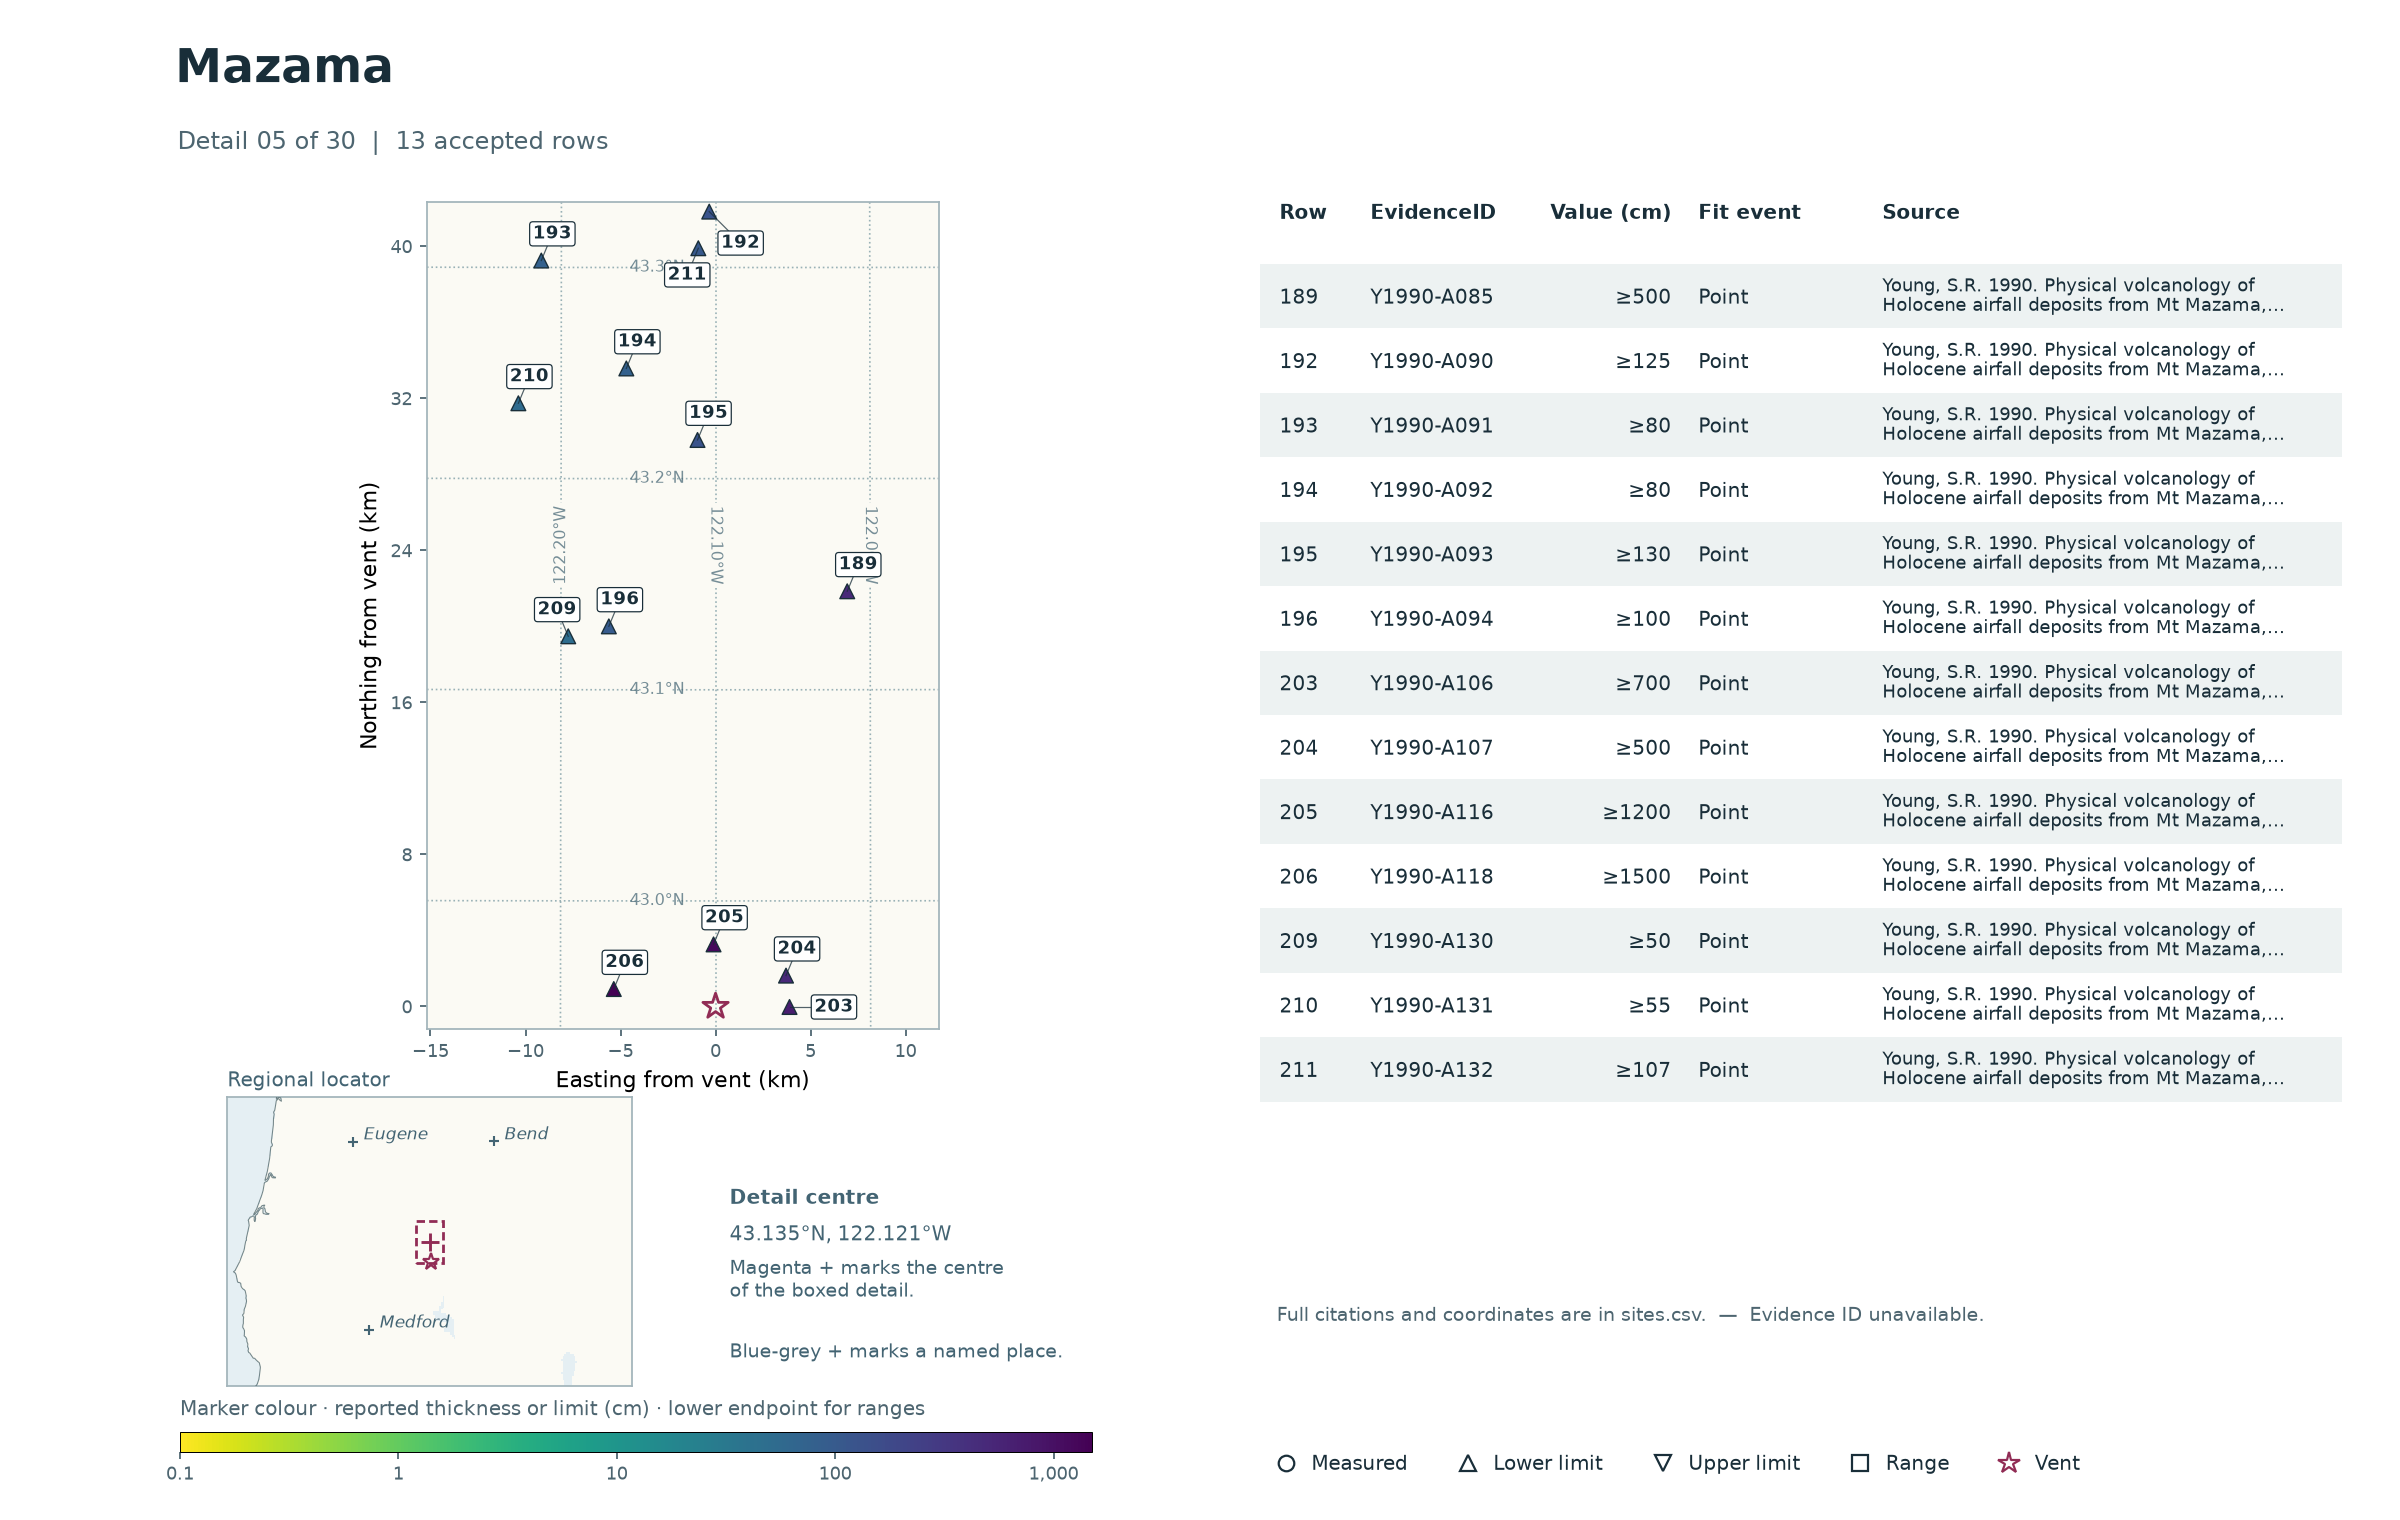 Mazama
Detail 05 of 30 | 13 accepted rows
193
192
211
43.3°N
40
194
210
32
195
43.2°N
122.20°W
122.10°W
24
189
209
196
43.1°N
16
Northing from vent (km)
8
43.0°N
205
204
206
203
0
−15
−10
−5
0
5
10
Easting from vent (km)
Regional locator
Eugene
Bend
Medford
Detail centre
43.135°N, 122.121°W
Magenta + marks the centre
of the boxed detail.
Blue-grey + marks a named place.
Marker colour · reported thickness or limit (cm) · lower endpoint for ranges
0.1
1
10
100
1,000
Row EvidenceID Value (cm) Fit event Source
189 Y1990-A085 ≥500 Point Young, S.R. 1990. Physical volcanology of
Holocene airfall deposits from Mt Mazama,...
192 Y1990-A090 ≥125 Point Young, S.R. 1990. Physical volcanology of
Holocene airfall deposits from Mt Mazama,...
193 Y1990-A091 ≥80 Point Young, S.R. 1990. Physical volcanology of
Holocene airfall deposits from Mt Mazama,...
194 Y1990-A092 ≥80 Point Young, S.R. 1990. Physical volcanology of
Holocene airfall deposits from Mt Mazama,...
195 Y1990-A093 ≥130 Point Young, S.R. 1990. Physical volcanology of
Holocene airfall deposits from Mt Mazama,...
196 Y1990-A094 ≥100 Point Young, S.R. 1990. Physical volcanology of
Holocene airfall deposits from Mt Mazama,...
203 Y1990-A106 ≥700 Point Young, S.R. 1990. Physical volcanology of
Holocene airfall deposits from Mt Mazama,...
204 Y1990-A107 ≥500 Point Young, S.R. 1990. Physical volcanology of
Holocene airfall deposits from Mt Mazama,...
205 Y1990-A116 ≥1200 Point Young, S.R. 1990. Physical volcanology of
Holocene airfall deposits from Mt Mazama,...
206 Y1990-A118 ≥1500 Point Young, S.R. 1990. Physical volcanology of
Holocene airfall deposits from Mt Mazama,...
209 Y1990-A130 ≥50 Point Young, S.R. 1990. Physical volcanology of
Holocene airfall deposits from Mt Mazama,...
210 Y1990-A131 ≥55 Point Young, S.R. 1990. Physical volcanology of
Holocene airfall deposits from Mt Mazama,...
211 Y1990-A132 ≥107 Point Young, S.R. 1990. Physical volcanology of
Holocene airfall deposits from Mt Mazama,...
Full citations and coordinates are in sites.csv. — Evidence ID unavailable.
Measured
Lower limit
Upper limit
Range
Vent